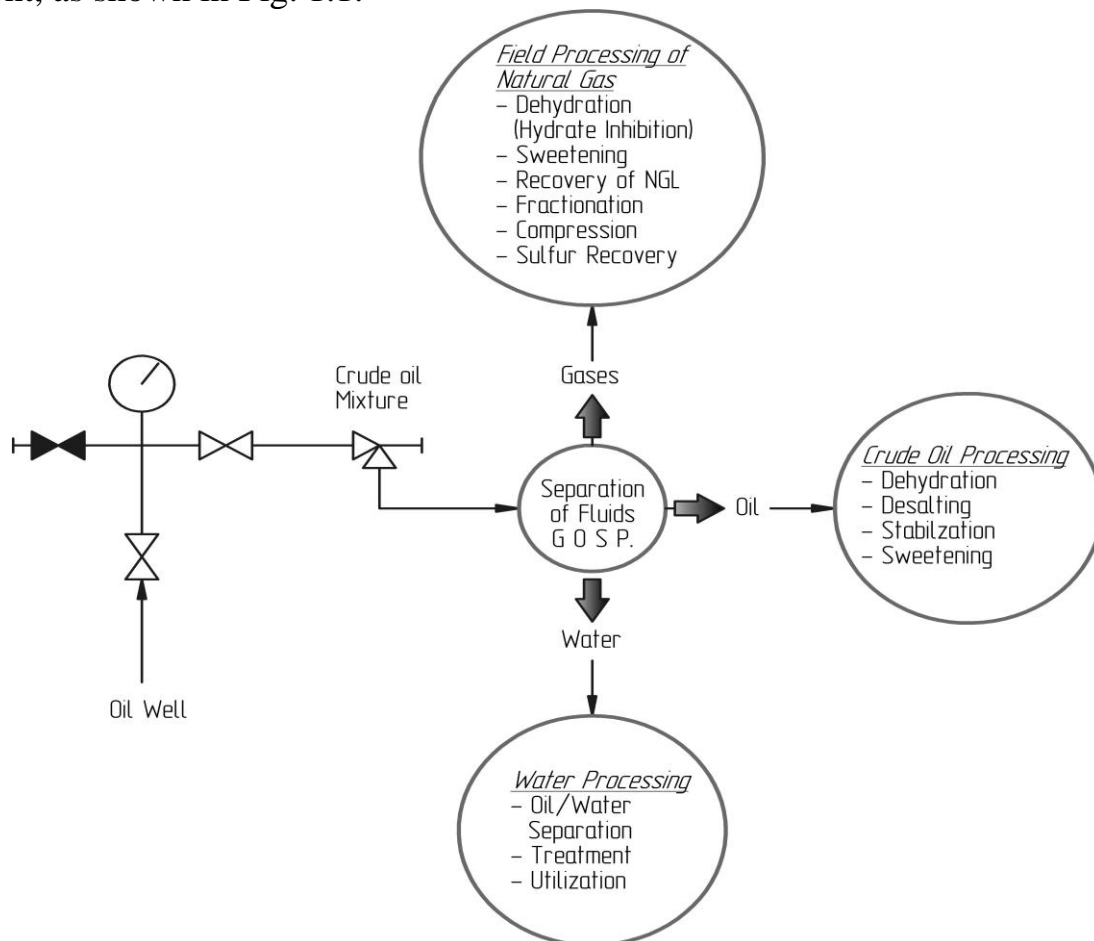 nt, as shown in Fig. 1.1.
Field Processing of
Natural Gas
- Dehydration
(Hydrate Inhibition)
- Sweetening
- Recovery of NGL
- Fractionation
- Compression
- Sulfur Recovery
Gases
Crude oil
Mixture
Separation
of Fluids
G O S P.
Oil
Crude Oil Processing
- Dehydration
- Desalting
- Stabilzation
- Sweetening
Water
Oil Well
Water Processing
- Oil/Water
Separation
- Treatment
- Utilization